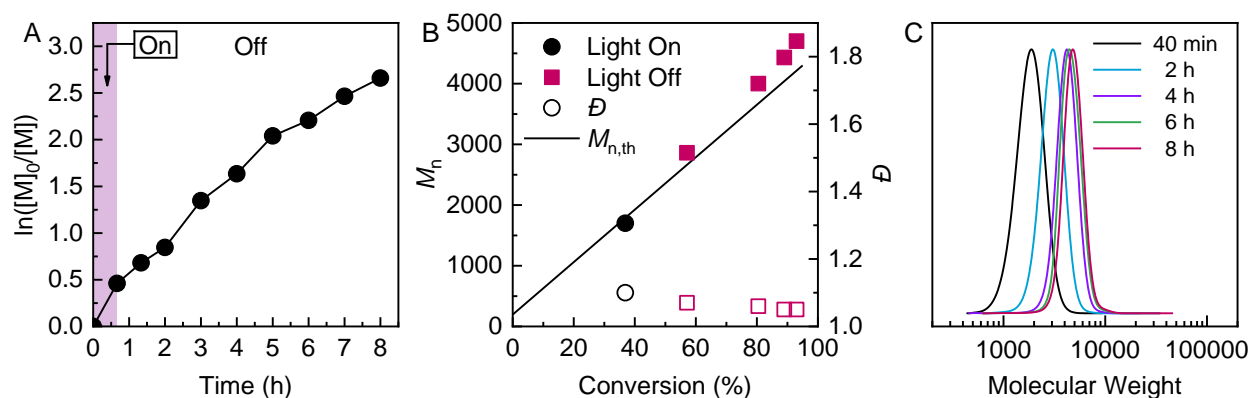 A
On
Off
ln([M]0/[M])
3.0
2.5
2.0
1.5
1.0
0.5
0.0
0 1 2 3 4 5 6 7 8
Time (h)
B
Light On
Light Off
Đ
Mn,th
Mn
5000
4000
3000
2000
1000
0
0 20 40 60 80 100
Conversion (%)
1.8
1.6
1.4
1.2
1.0
Đ
C
40 min
2 h
4 h
6 h
8 h
1000 10000 100000
Molecular Weight